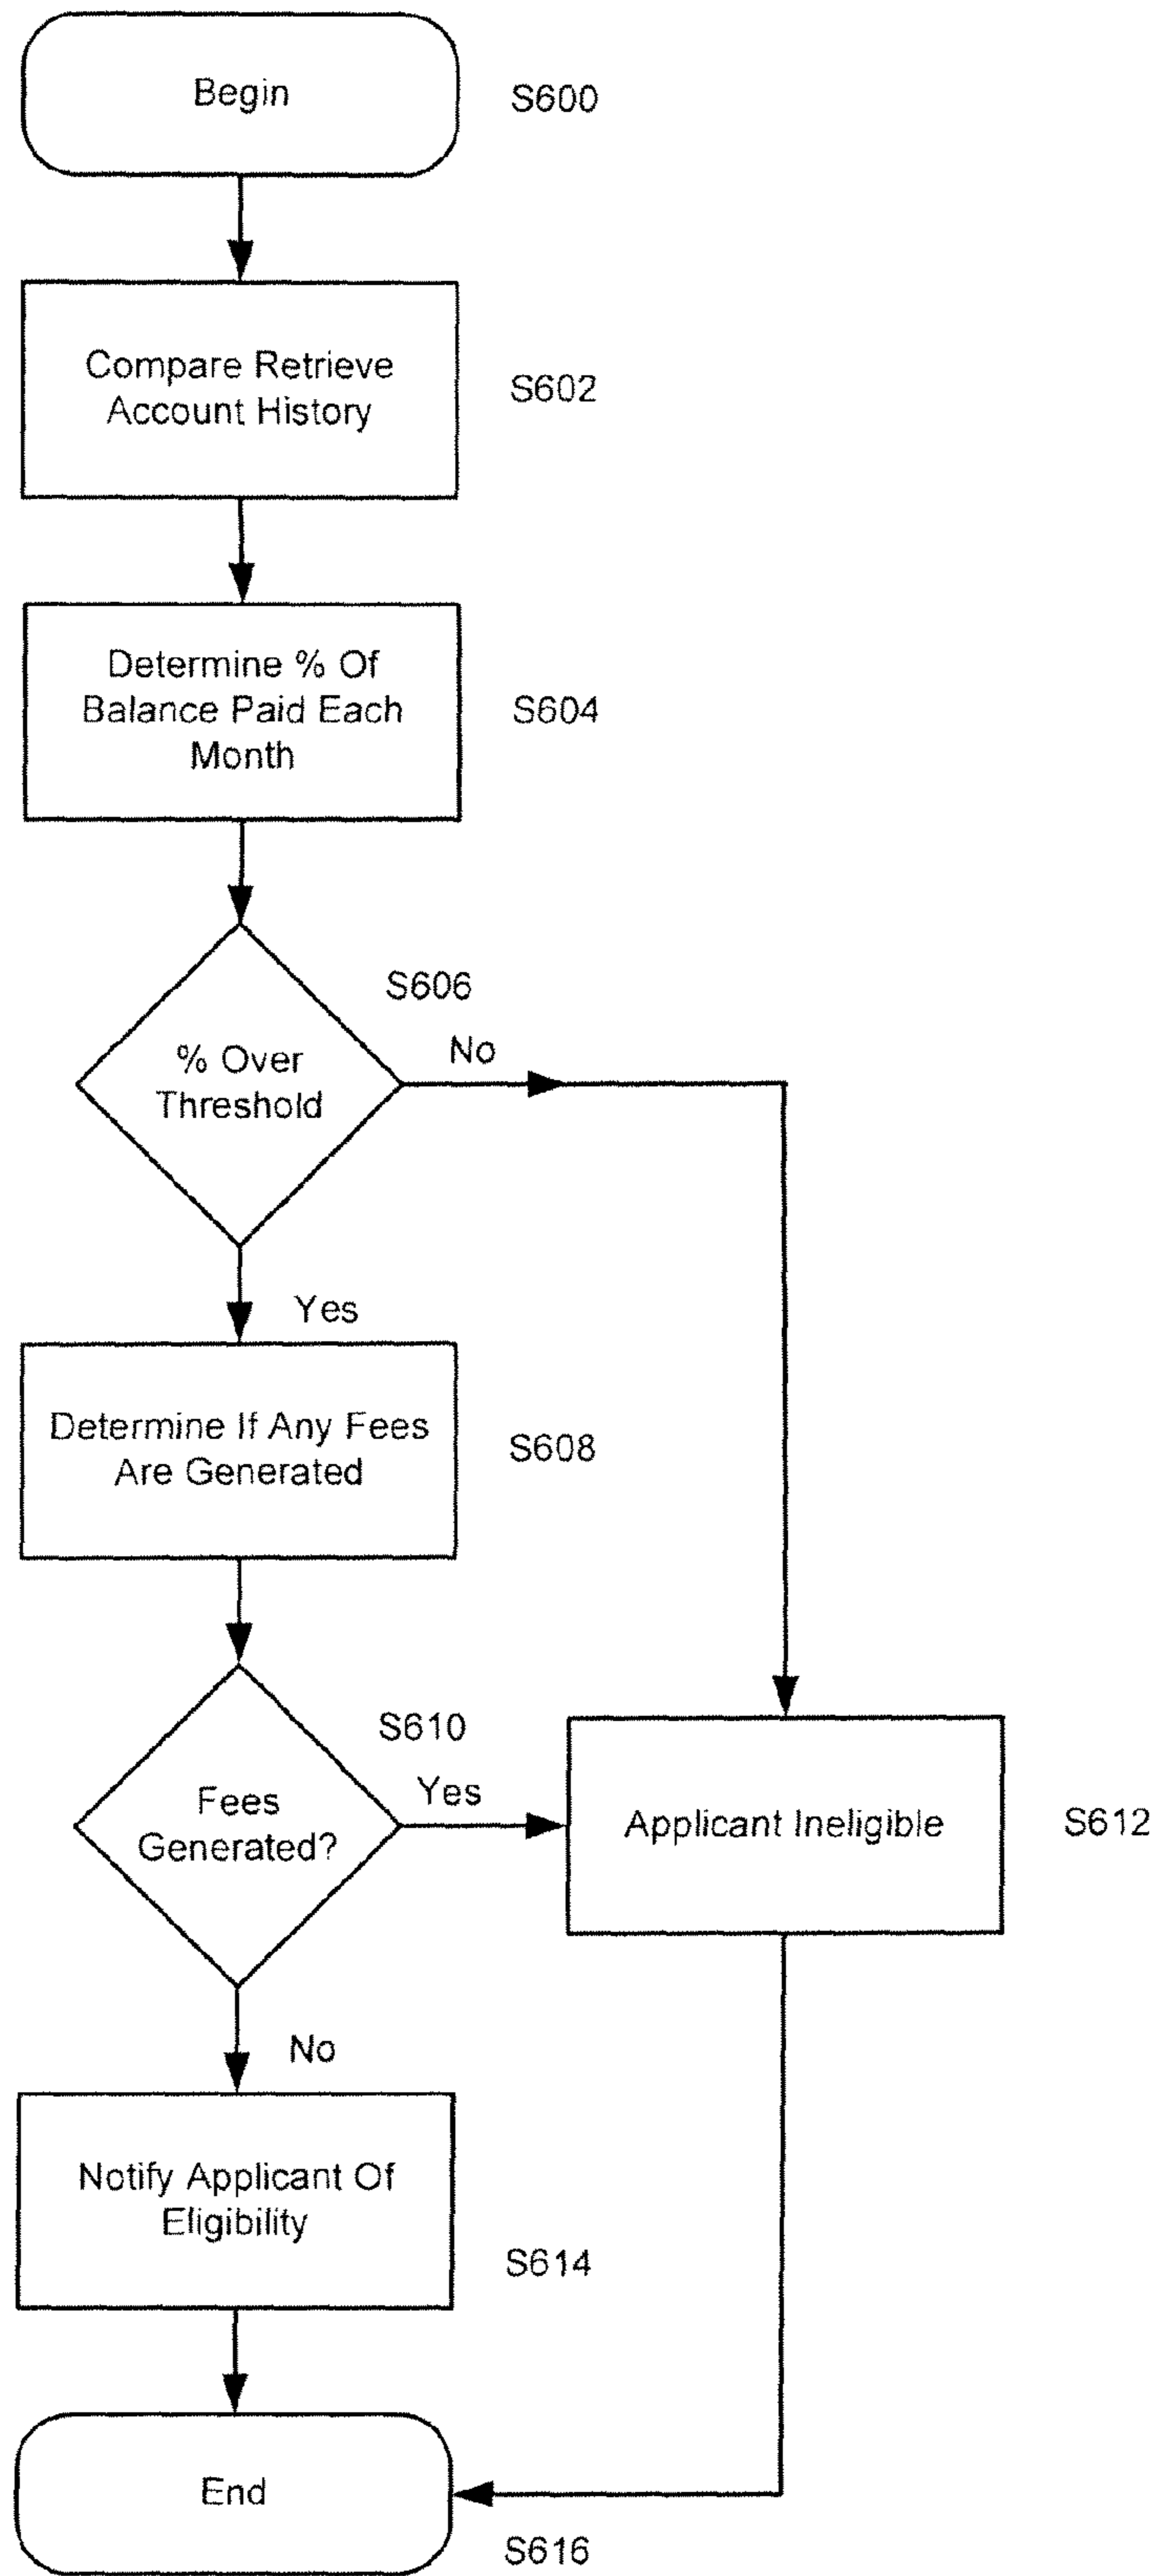 Begin
S600
Compare Retrieve
Account History
S602
Determine % Of
Balance Paid Each
Month
S604
S606
% Over
Threshold
No
Yes
Determine If Any Fees
Are Generated
S608
S610
Fees
Generated?
Yes
Applicant Ineligible
S612
No
Notify Applicant Of
Eligibility
S614
End
S616